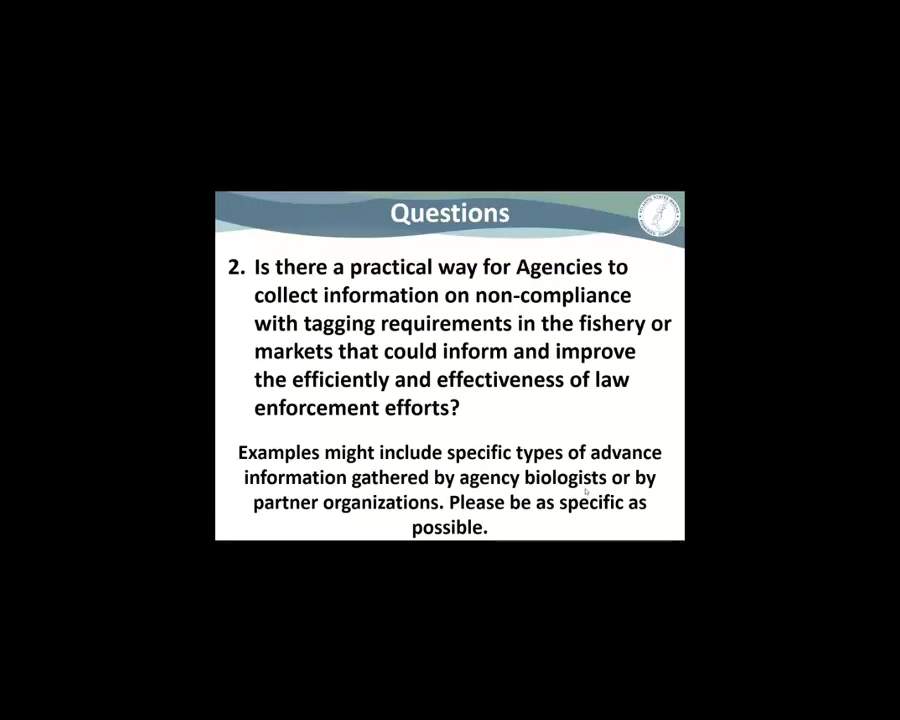 Questions
2. Is there a practical way for Agencies to
collect information on non-compliance
with tagging requirements in the fishery or
markets that could inform and improve
the efficiently and effectiveness of law
enforcement efforts?
Examples might include specific types of advance
information gathered by agency biologists or by
partner organizations. Please be as specific as
possible.